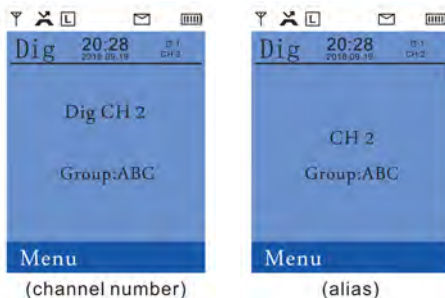 L
Dig 20:28
2018-09-19
Dig CH 2
Group:ABC
Menu
(channel number)
L
Dig 20:28
2018-09-19
CH 2
Group:ABC
Menu
(alias)